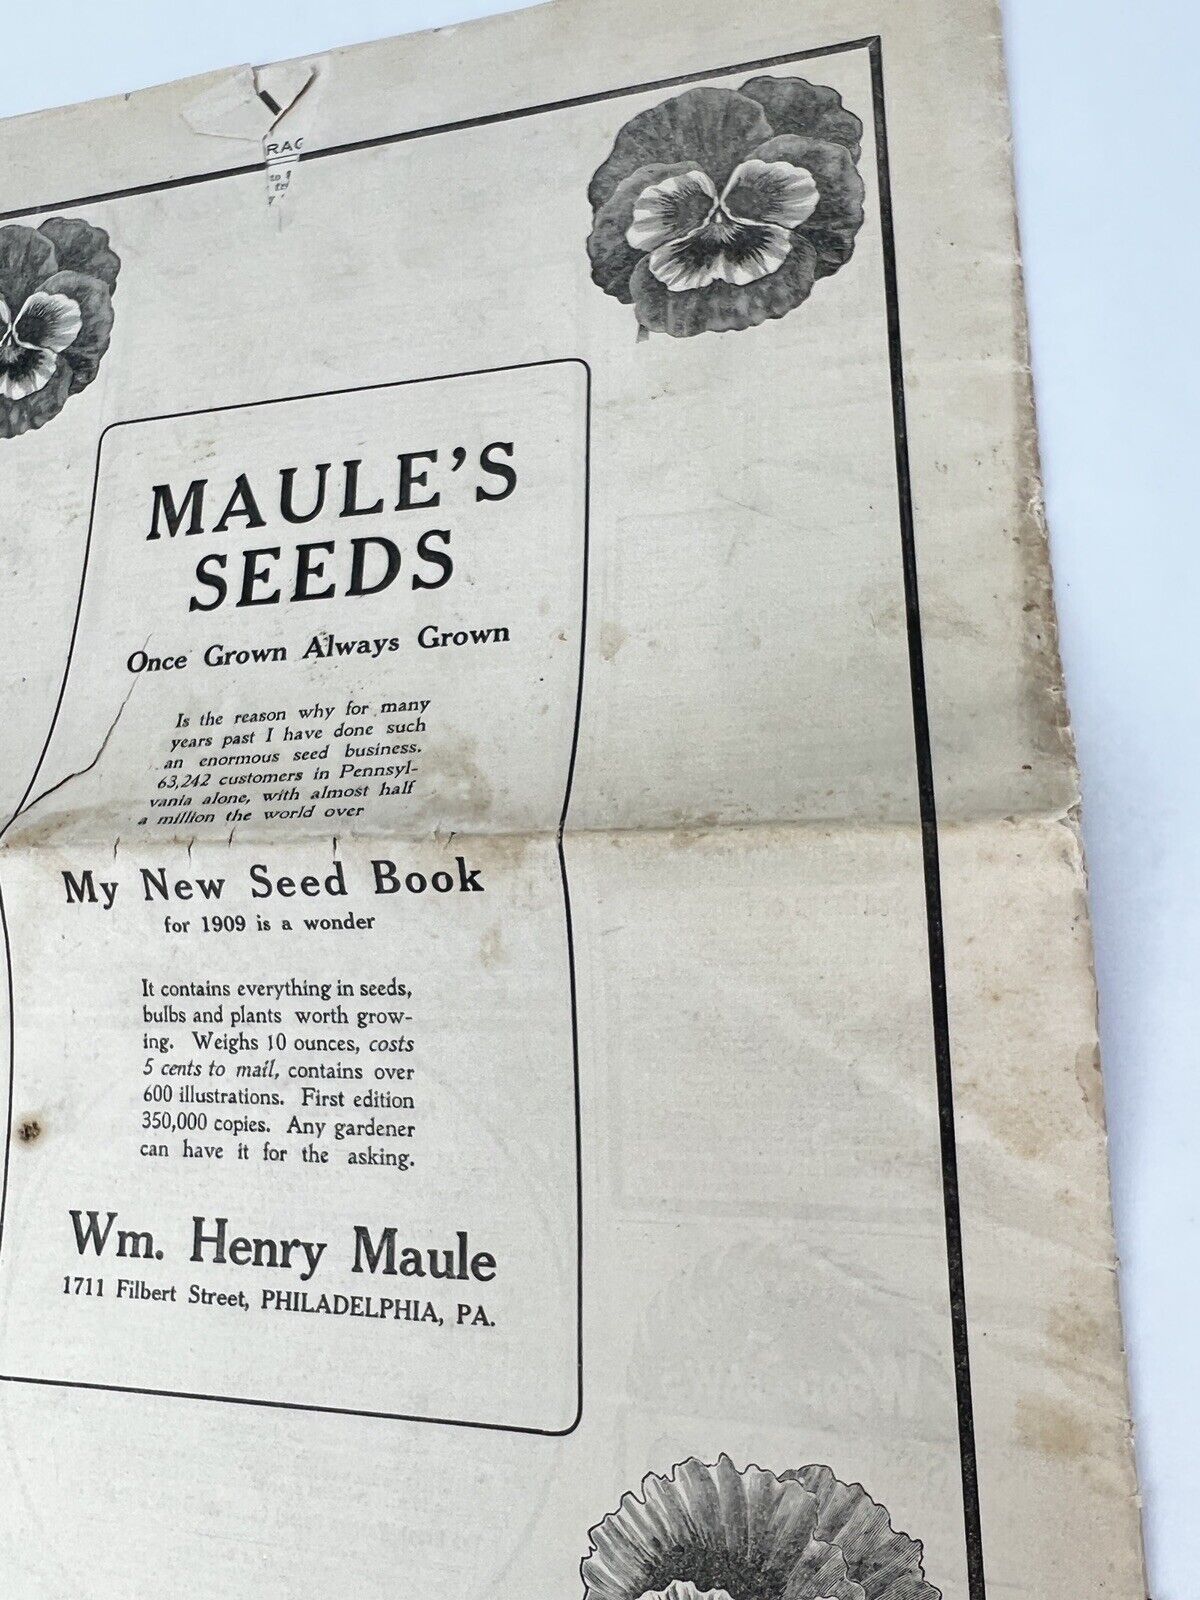 RAG
MAULE'S
SEEDS
Once Grown Always Grown
Is the reason why for many
years past I have done such
an enormous seed business.
63,242 customers in Pennsyl-
vania alone, with almost half
a million the world over
My New Seed Book
for 1909 is a wonder
It contains everything in seeds,
bulbs and plants worth grow-
ing. Weighs 10 ounces, costs
5 cents to mail, contains over
600 illustrations. First edition
350,000 copies. Any gardener
can have it for the asking.
Wm. Henry Maule
1711 Filbert Street, PHILADELPHIA, PA.